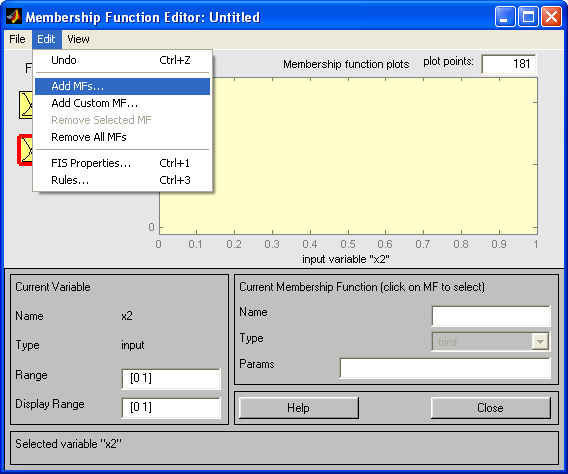 Membership Function Editor: Untitled
File Edit View
Undo Ctrl+Z
Add MFs...
Add Custom MF...
Remove Selected MF
Remove All MFs
FIS Properties... Ctrl+1
Rules... Ctrl+3
F
Membership function plots plot points: 181
0
0 0.1 0.2 0.3 0.4 0.5 0.6 0.7 0.8 0.9 1
input variable "x2"
Current Variable
Name x2
Type input
Range [0 1]
Display Range [0 1]
Current Membership Function (click on MF to select)
Name
Type trimf
Params
Help Close
Selected variable "x2"